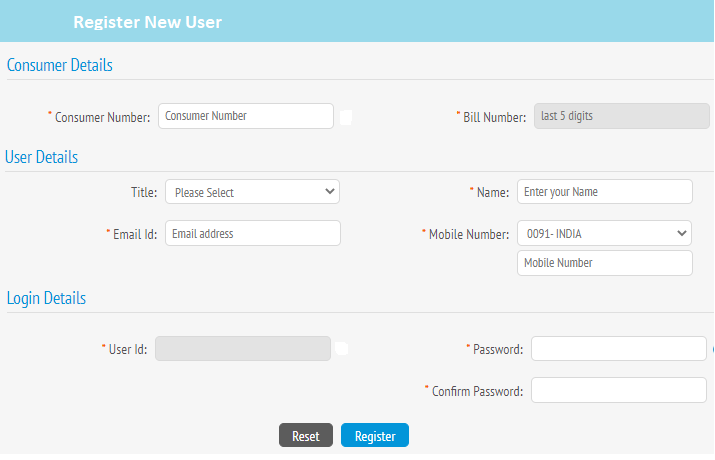 Register New User
Consumer Details
* Consumer Number: Consumer Number * Bill Number: last 5 digits
User Details
Title: Please Select * Name: Enter your Name
* Email Id: Email address * Mobile Number: 0091- INDIA
Mobile Number
Login Details
* User Id: * Password:
* Confirm Password:
Reset Register